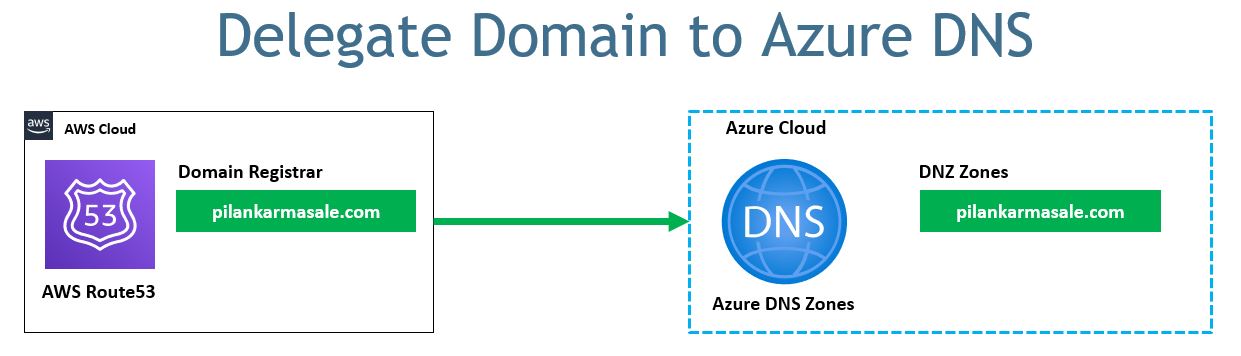 Delegate Domain to Azure DNS
aws
AWS Cloud
Domain Registrar
53
pilankarmasale.com
AWS Route53
Azure Cloud
DNZ Zones
DNS
pilankarmasale.com
Azure DNS Zones